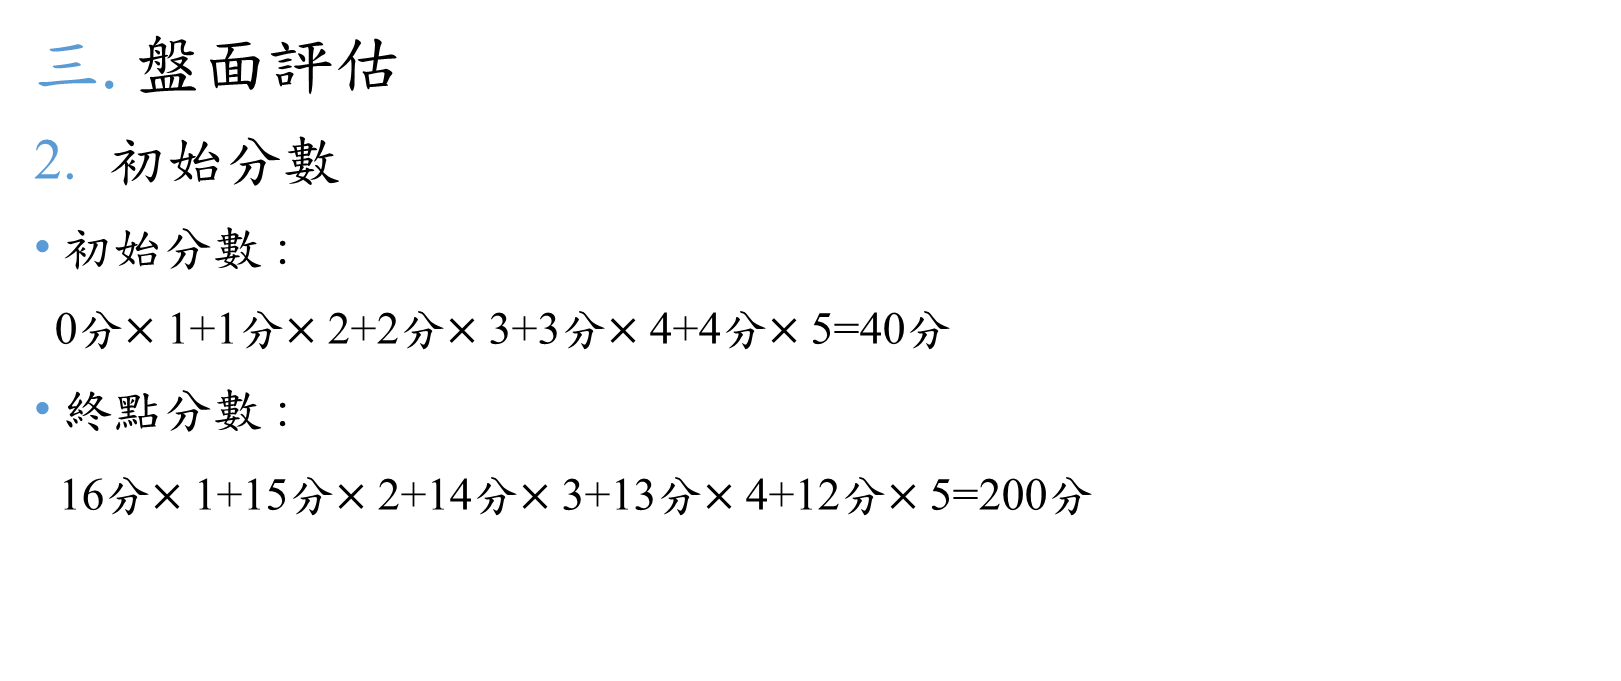 三. 盤面評估
2. 初始分數
• 初始分數 :
0分× 1+1分× 2+2分× 3+3分× 4+4分× 5=40分
• 終點分數 :
16分× 1+15分× 2+14分× 3+13分× 4+12分× 5=200分